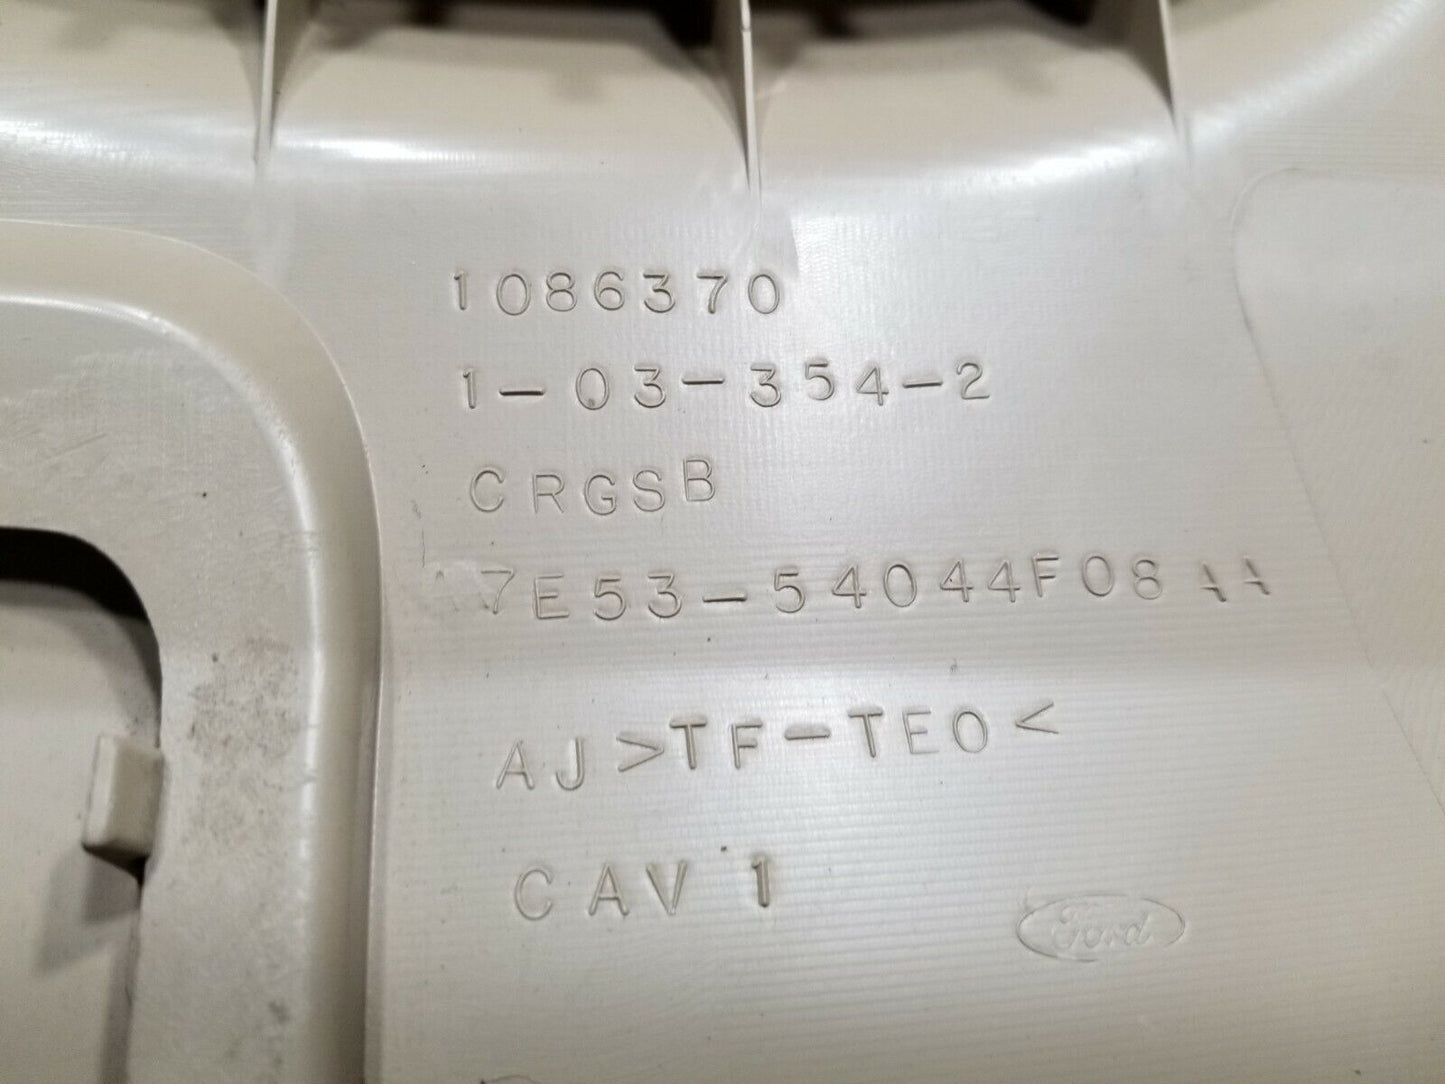 1086370
1-03-354-2
CRGSB
7E53-54044F08AA
AJ >TF-TEO<
CAV 1
Ford